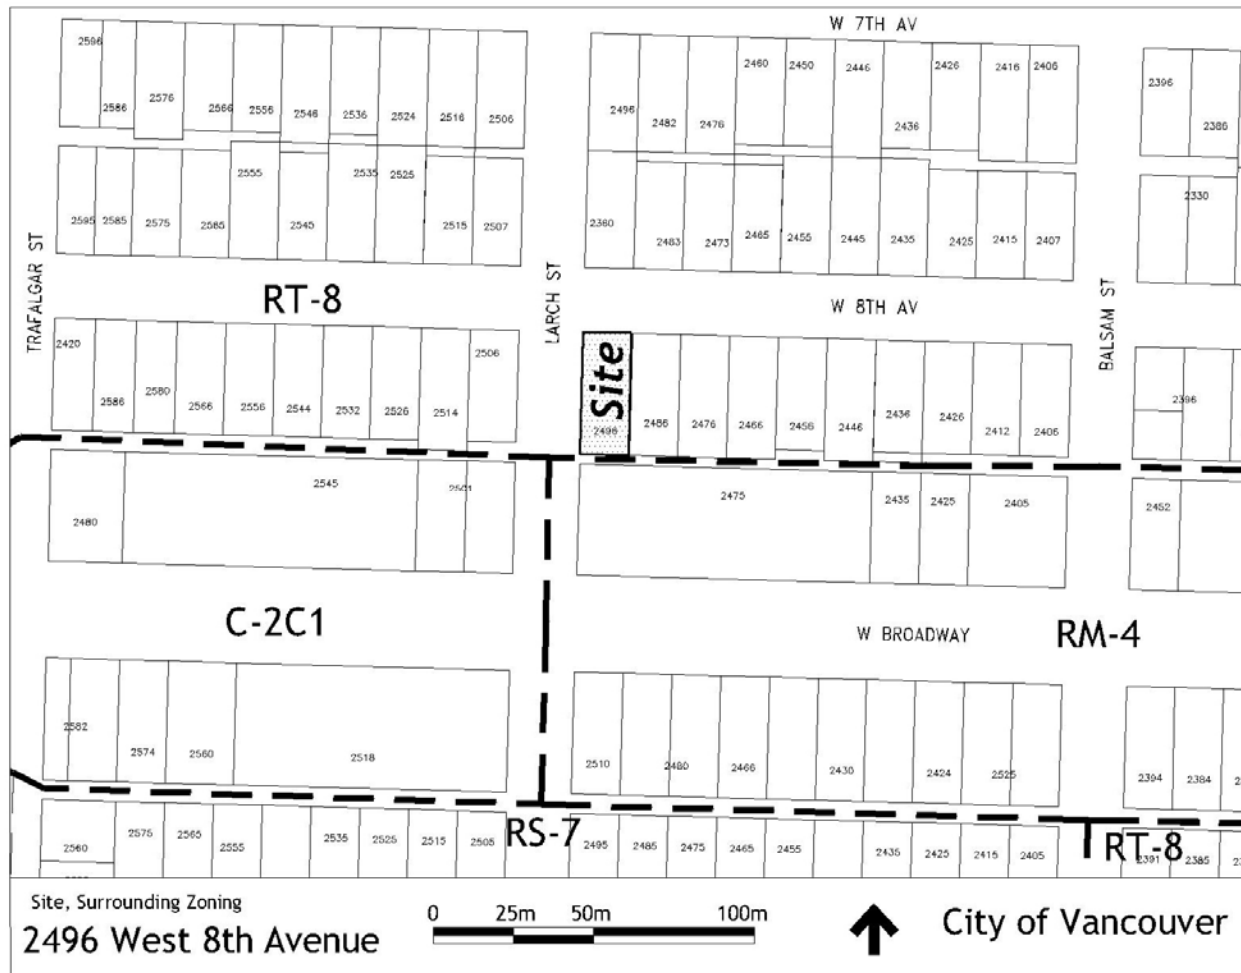 W 7TH AV
2596 2586 2576 2566 2556 2546 2536 2524 2516 2506
2496 2482 2476 2460 2450 2446 2436 2426 2416 2406
2396 2386
2595 2585 2575 2565 2555 2545 2535 2525 2515 2507
2360 2483 2473 2465 2455 2445 2435 2425 2415 2407
2330
TRAFALGAR ST
RT-8
LARCH ST
W 8TH AV
BALSAM ST
2420 2586 2580 2566 2556 2544 2532 2526 2514 2506
Site
2496 2486 2476 2466 2456 2446 2436 2426 2412 2406
2396
2480 2545 2501
2475 2435 2425 2405
2452
C-2C1
W BROADWAY
RM-4
2582 2574 2560 2518
2510 2480 2466 2430 2424 2525
2394 2384
2560 2575 2565 2555 2535 2525 2515 2505
RS-7
2495 2485 2475 2465 2455 2435 2425 2415 2405
RT-8
2391 2385
Site, Surrounding Zoning
2496 West 8th Avenue
0 25m 50m 100m
City of Vancouver